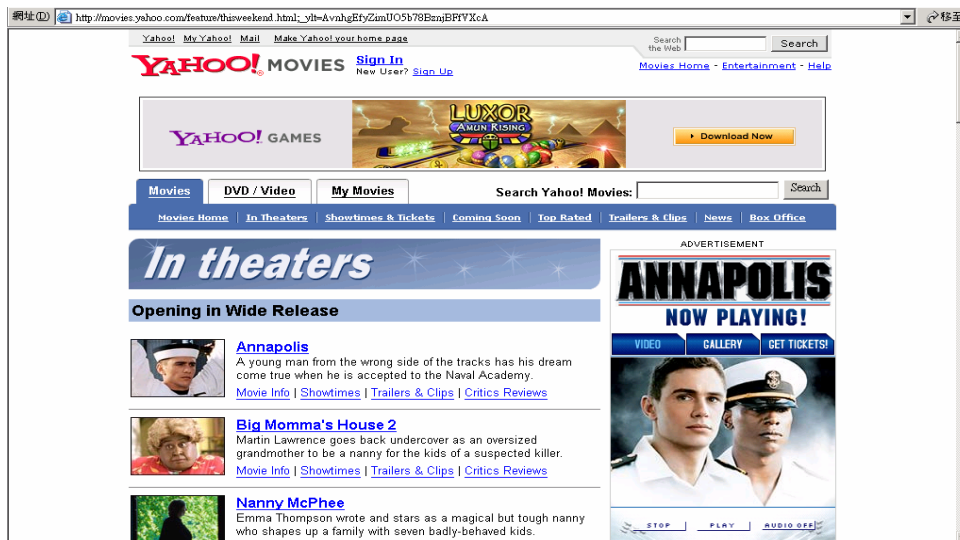 網址(D) http://movies.yahoo.com/feature/thisweekend.html;_ylt=AvnhgEfyZimUO5b78BznjBFfVXcA 移至
Yahoo! My Yahoo! Mail Make Yahoo! your home page
Search the Web Search
YAHOO! MOVIES
Sign In
New User? Sign Up
Movies Home - Entertainment - Help
YAHOO! GAMES
LUXOR
AMUN RISING
Download Now
Movies DVD / Video My Movies
Search Yahoo! Movies: Search
Movies Home | In Theaters | Showtimes & Tickets | Coming Soon | Top Rated | Trailers & Clips | News | Box Office
In theaters
Opening in Wide Release
Annapolis
A young man from the wrong side of the tracks has his dream
come true when he is accepted to the Naval Academy.
Movie Info | Showtimes | Trailers & Clips | Critics Reviews
Big Momma's House 2
Martin Lawrence goes back undercover as an oversized
grandmother to be a nanny for the kids of a suspected killer.
Movie Info | Showtimes | Trailers & Clips | Critics Reviews
Nanny McPhee
Emma Thompson wrote and stars as a magical but tough nanny
who shapes up a family with seven badly-behaved kids.
ADVERTISEMENT
ANNAPOLIS
NOW PLAYING!
VIDEO GALLERY GET TICKETS!
STOP PLAY AUDIO OFF